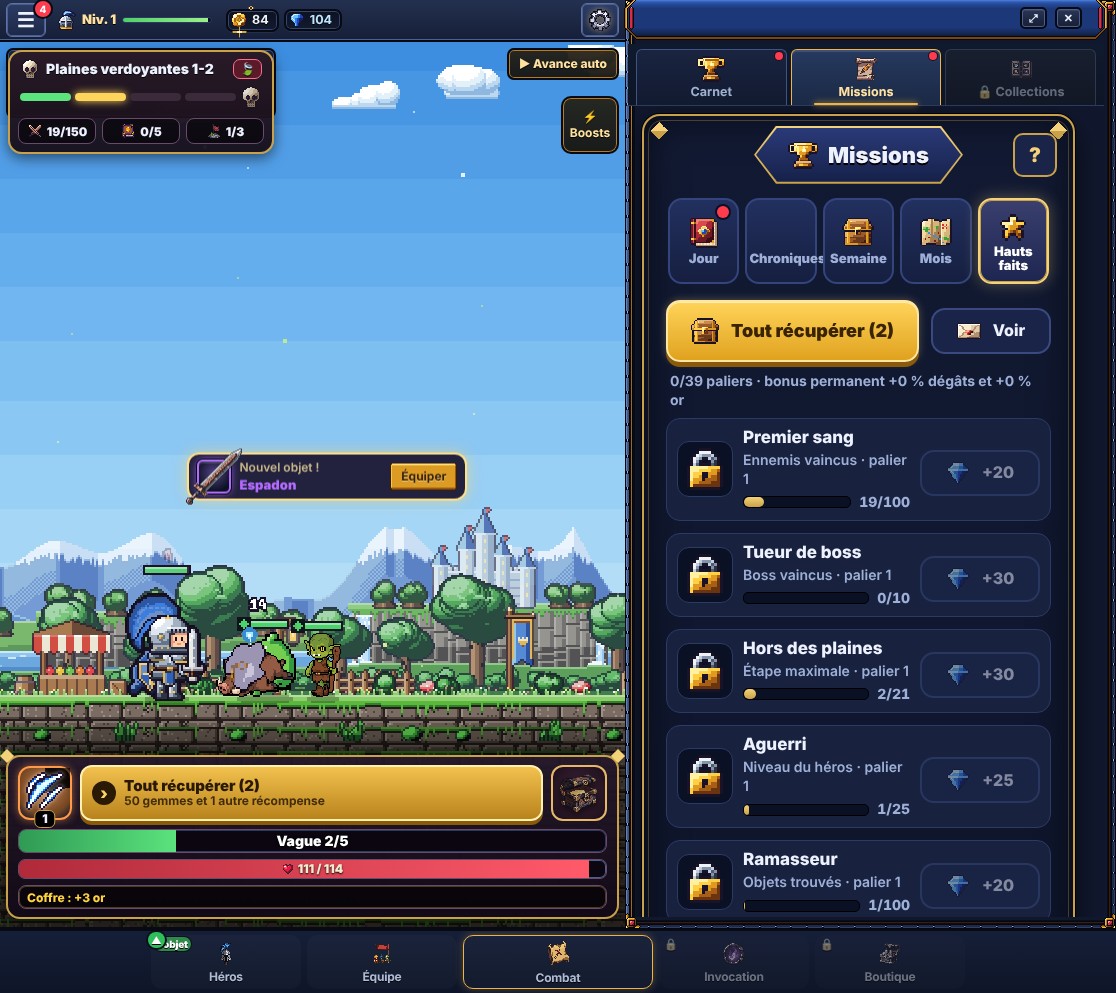 4
Niv. 1
84
104
Plaines verdoyantes 1-2
19/150
0/5
1/3
Avance auto
Boosts
Nouvel objet !
Espadon
Équiper
14
Tout récupérer (2)
50 gemmes et 1 autre récompense
1
Vague 2/5
111 / 114
Coffre : +3 or
Carnet
Missions
Collections
Missions
?
Jour
Chroniques
Semaine
Mois
Hauts
faits
Tout récupérer (2)
Voir
0/39 paliers · bonus permanent +0 % dégâts et +0 %
or
Premier sang
Ennemis vaincus · palier
1
19/100
+20
Tueur de boss
Boss vaincus · palier 1
0/10
+30
Hors des plaines
Étape maximale · palier 1
2/21
+30
Aguerri
Niveau du héros · palier
1
1/25
+25
Ramasseur
Objets trouvés · palier 1
1/100
+20
objet
Héros
Équipe
Combat
Invocation
Boutique